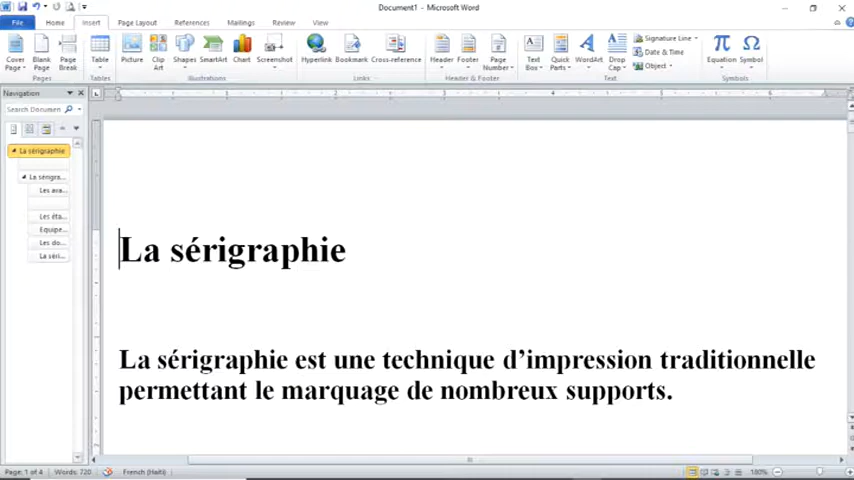 Document1 - Microsoft Word
File Home Insert Page Layout References Mailings Review View
Cover Page Blank Page Page Break Table Picture Clip Art Shapes SmartArt Chart Screenshot Hyperlink Bookmark Cross-reference Header Footer Page Number Text Box Quick Parts WordArt Drop Cap Signature Line Date & Time Object Equation Symbol
Pages Tables Illustrations Links Header & Footer Text Symbols
Navigation
Search Documen
La sérigraphie
La sérigra...
Les ava...
Les éta...
Equipe...
Les do...
La séri...
La sérigraphie
La sérigraphie est une technique d’impression traditionnelle
permettant le marquage de nombreux supports.
Page: 1 of 4 Words: 720 French (Haiti) 180%